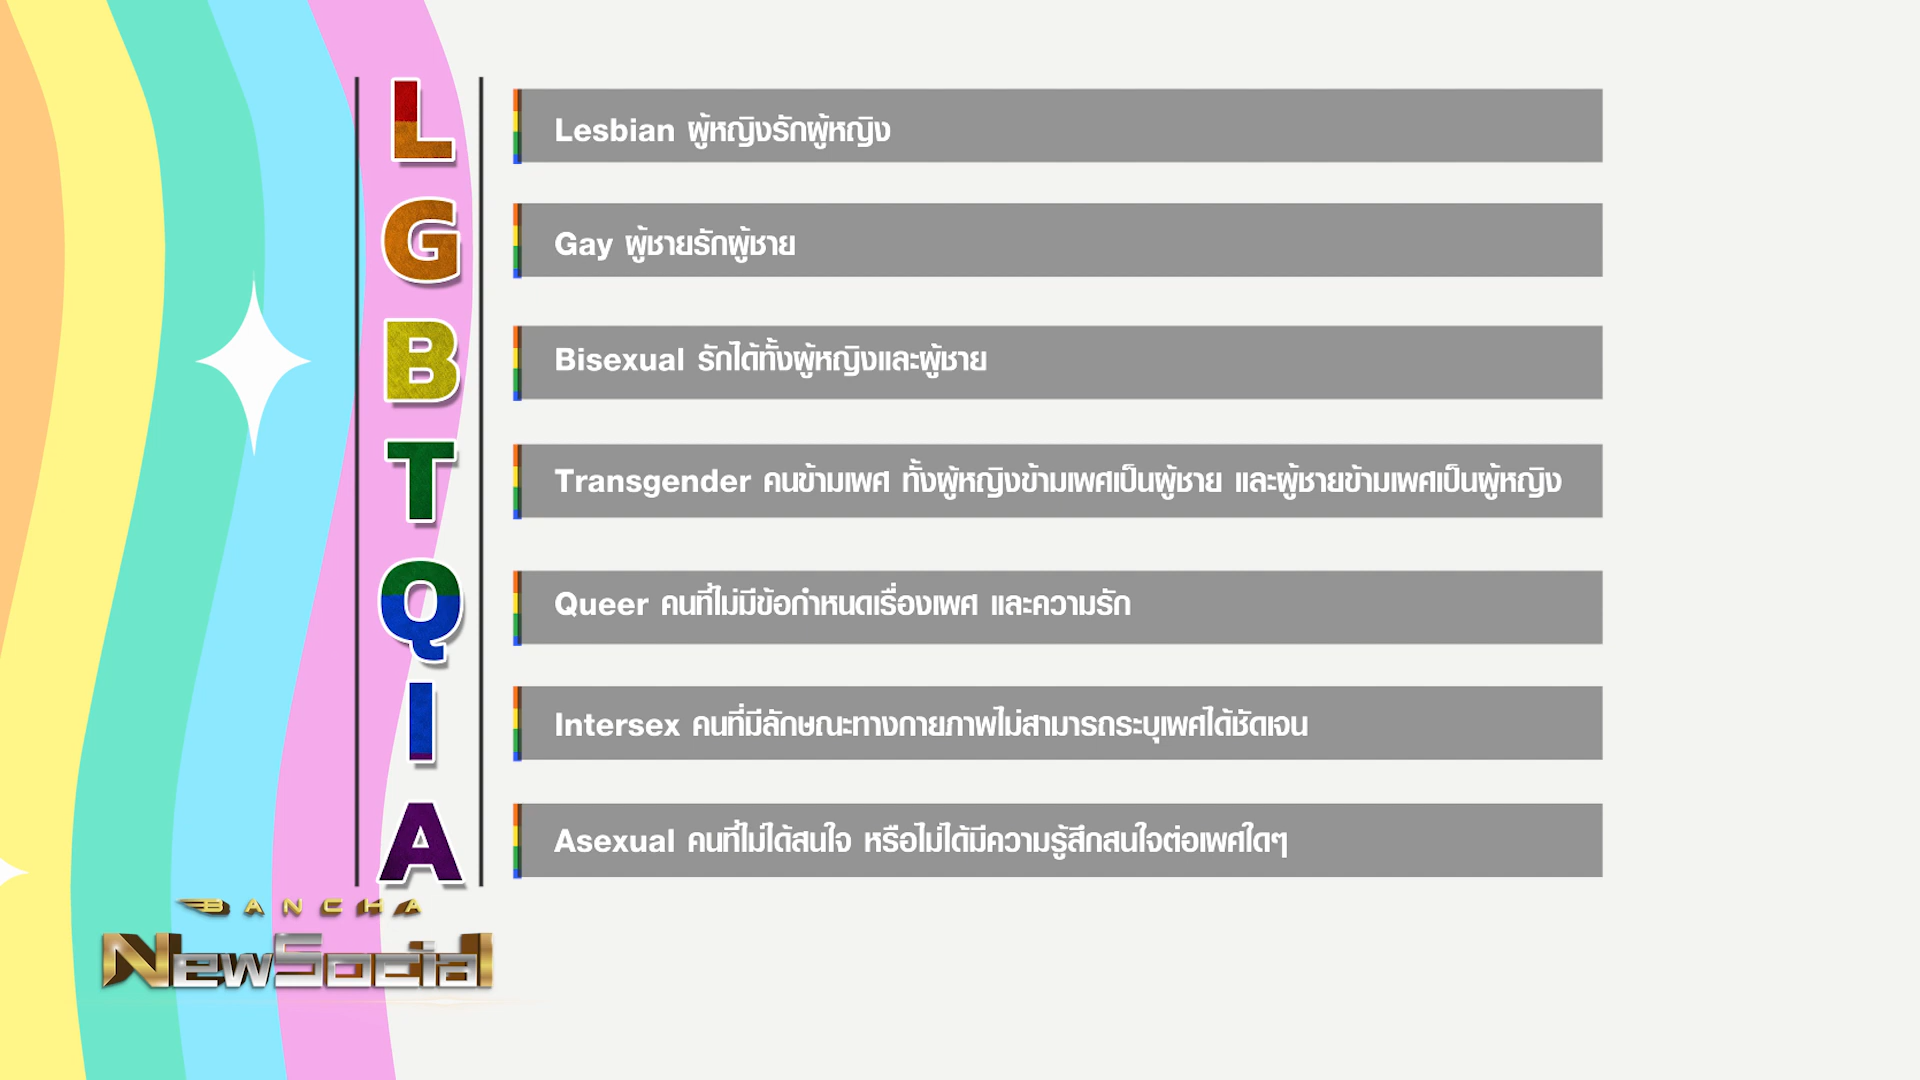 L
Lesbian ผู้หญิงรักผู้หญิง
G
Gay ผู้ชายรักผู้ชาย
B
Bisexual รักได้ทั้งผู้หญิงและผู้ชาย
T
Transgender คนข้ามเพศ ทั้งผู้หญิงข้ามเพศเป็นผู้ชาย และผู้ชายข้ามเพศเป็นผู้หญิง
Q
Queer คนที่ไม่มีข้อกำหนดเรื่องเพศ และความรัก
I
Intersex คนที่มีลักษณะทางกายภาพไม่สามารถระบุเพศได้ชัดเจน
A
Asexual คนที่ไม่ได้สนใจ หรือไม่ได้มีความรู้สึกสนใจต่อเพศใดๆ
BANCHA
NewSocial